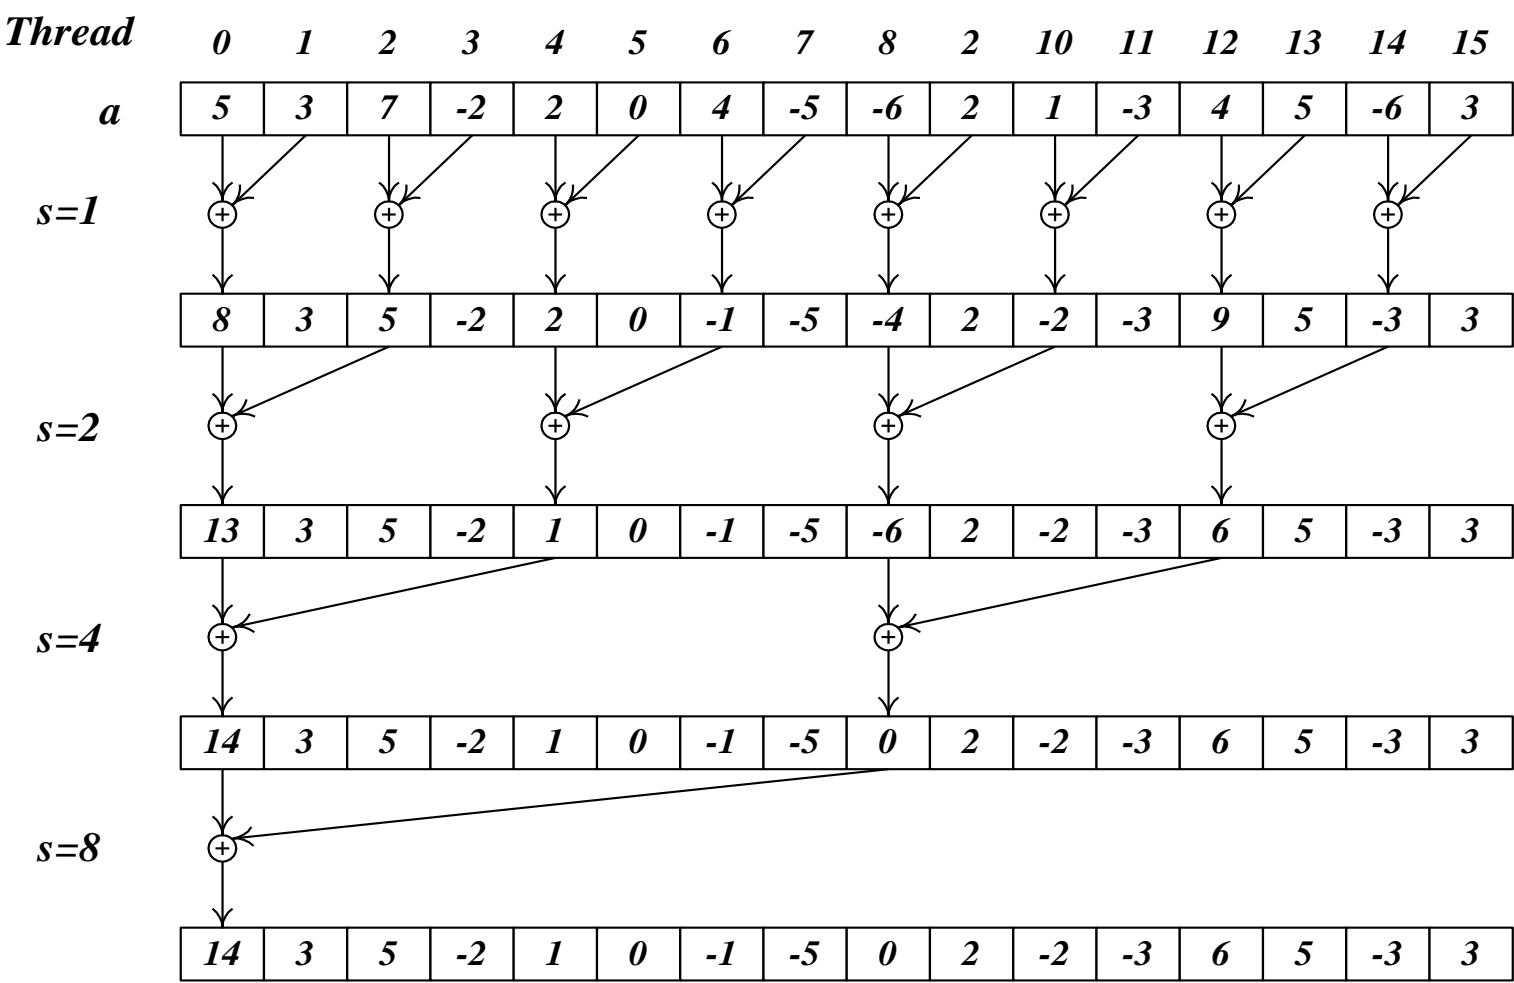 Thread 0 1 2 3 4 5 6 7 8 2 10 11 12 13 14 15
a 5 3 7 -2 2 0 4 -5 -6 2 1 -3 4 5 -6 3
s=1 + + + + + + + +
8 3 5 -2 2 0 -1 -5 -4 2 -2 -3 9 5 -3 3
s=2 + + + +
13 3 5 -2 1 0 -1 -5 -6 2 -2 -3 6 5 -3 3
s=4 + +
14 3 5 -2 1 0 -1 -5 0 2 -2 -3 6 5 -3 3
s=8 +
14 3 5 -2 1 0 -1 -5 0 2 -2 -3 6 5 -3 3